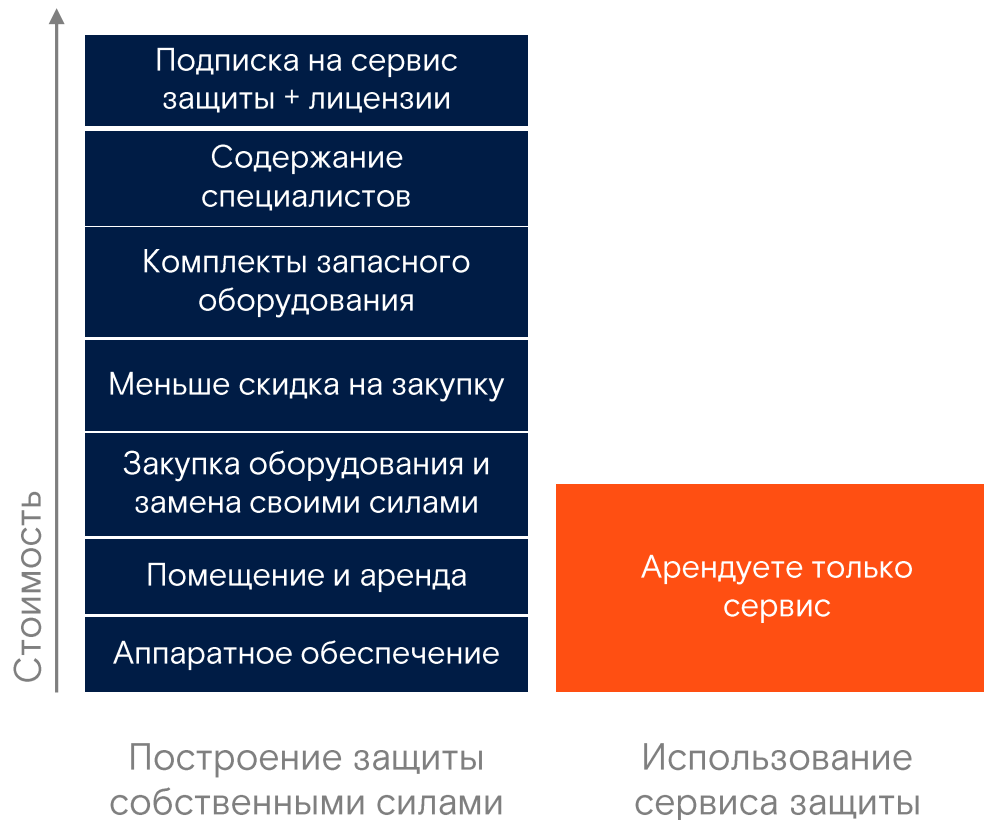 Подписка на сервис
защиты + лицензии
Содержание
специалистов
Комплекты запасного
оборудования
Меньше скидка на закупку
Закупка оборудования и
замена своими силами
Помещение и аренда
Аппаратное обеспечение
Арендуете только
сервис
Стоимость
Построение защиты
собственными силами
Использование
сервиса защиты